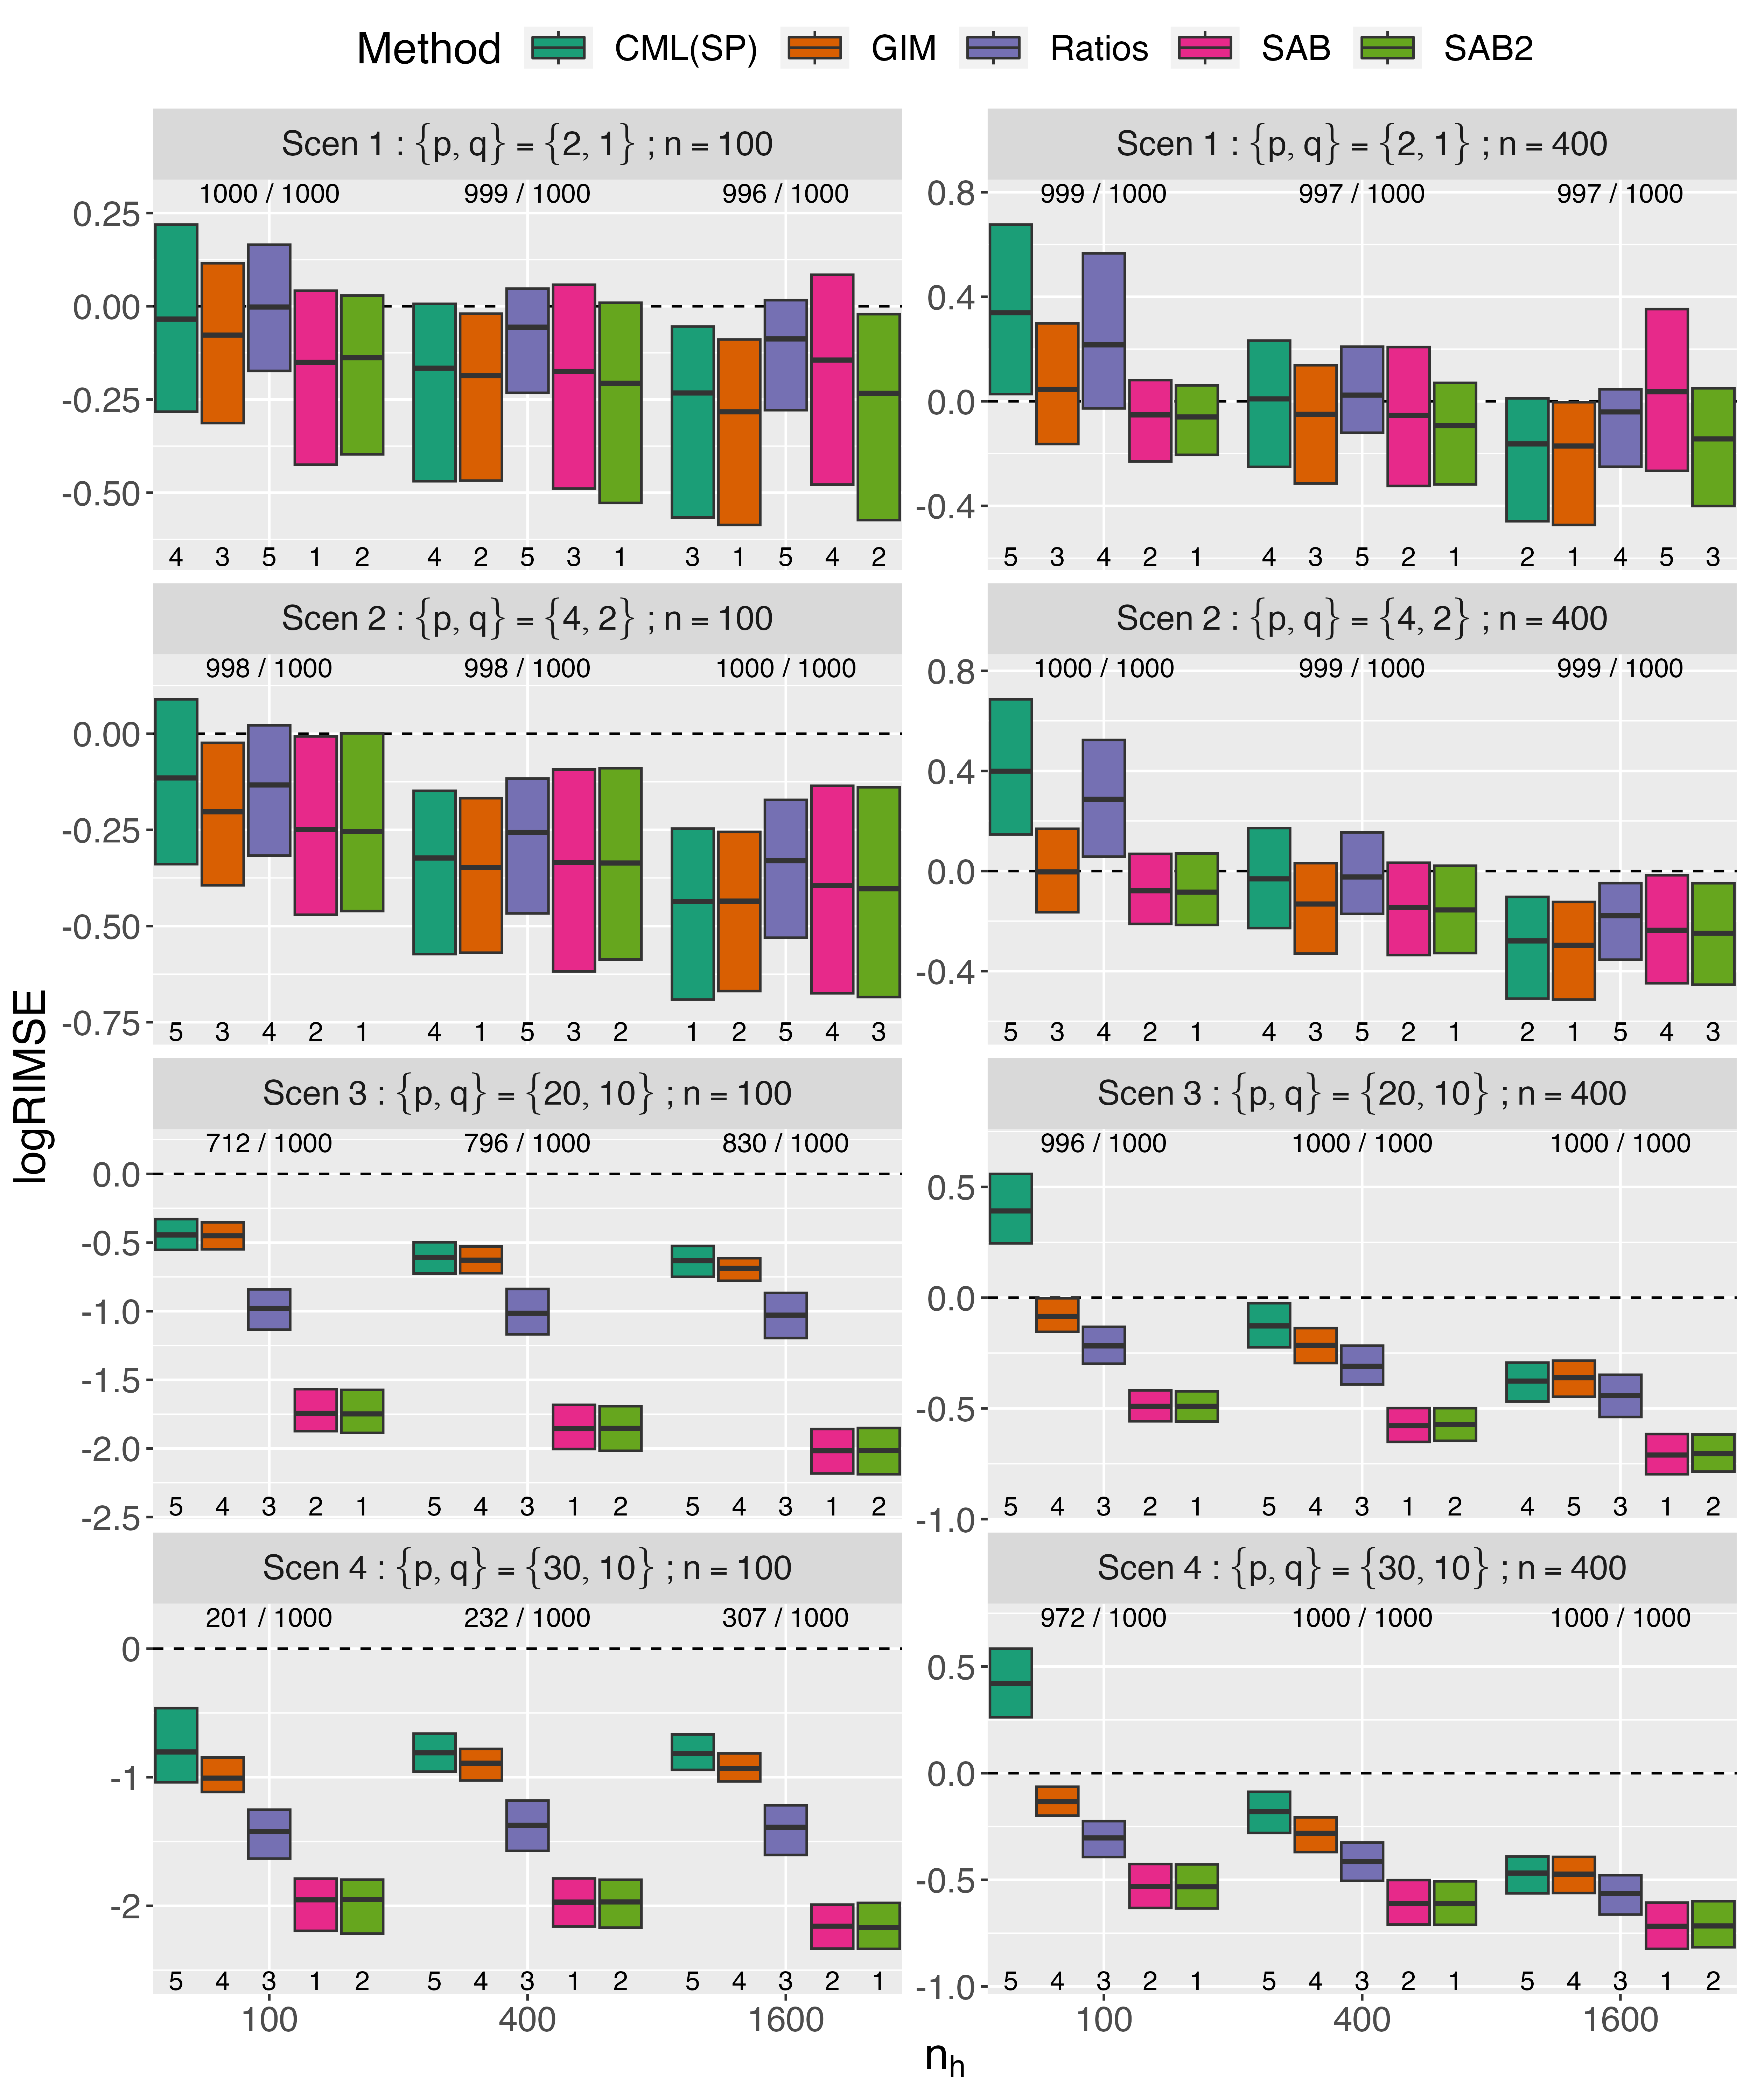 Method CML(SP) GIM Ratios SAB SAB2
Scen 1 : {p, q} = {2, 1} ; n = 100
1000 / 1000 999 / 1000 996 / 1000
0.25
0.00
-0.25
-0.50
4 3 5 1 2 4 2 5 3 1 3 1 5 4 2
Scen 1 : {p, q} = {2, 1} ; n = 400
999 / 1000 997 / 1000 997 / 1000
0.8
0.4
0.0
-0.4
5 3 4 2 1 4 3 5 2 1 2 1 4 5 3
Scen 2 : {p, q} = {4, 2} ; n = 100
998 / 1000 998 / 1000 1000 / 1000
0.00
-0.25
-0.50
-0.75
5 3 4 2 1 4 1 5 3 2 1 2 5 4 3
Scen 2 : {p, q} = {4, 2} ; n = 400
1000 / 1000 999 / 1000 999 / 1000
0.8
0.4
0.0
-0.4
5 3 4 2 1 4 3 5 2 1 2 1 5 4 3
logRIMSE
Scen 3 : {p, q} = {20, 10} ; n = 100
712 / 1000 796 / 1000 830 / 1000
0.0
-0.5
-1.0
-1.5
-2.0
-2.5
5 4 3 2 1 5 4 3 1 2 5 4 3 1 2
Scen 3 : {p, q} = {20, 10} ; n = 400
996 / 1000 1000 / 1000 1000 / 1000
0.5
0.0
-0.5
-1.0
5 4 3 2 1 5 4 3 1 2 4 5 3 1 2
Scen 4 : {p, q} = {30, 10} ; n = 100
201 / 1000 232 / 1000 307 / 1000
0
-1
-2
5 4 3 1 2 5 4 3 1 2 5 4 3 2 1
100 400 1600
Scen 4 : {p, q} = {30, 10} ; n = 400
972 / 1000 1000 / 1000 1000 / 1000
0.5
0.0
-0.5
-1.0
5 4 3 2 1 5 4 3 2 1 5 4 3 1 2
100 400 1600
n_h